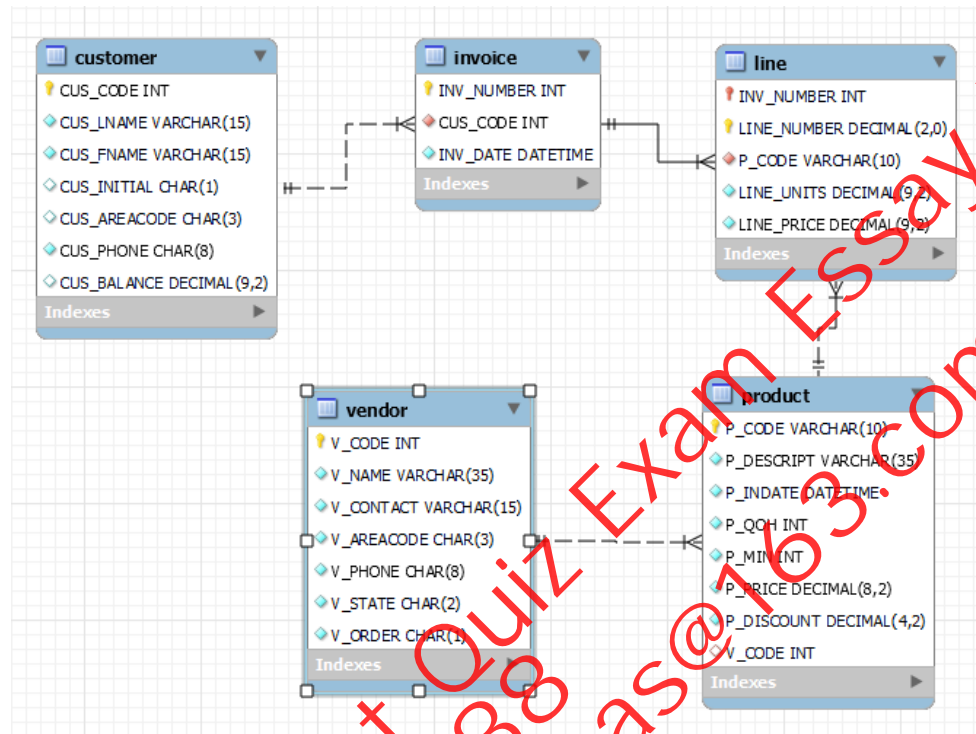 customer
CUS_CODE INT
CUS_LNAME VARCHAR(15)
CUS_FNAME VARCHAR(15)
CUS_INITIAL CHAR(1)
CUS_AREACODE CHAR(3)
CUS_PHONE CHAR(8)
CUS_BALANCE DECIMAL(9,2)
Indexes
invoice
INV_NUMBER INT
CUS_CODE INT
INV_DATE DATETIME
Indexes
line
INV_NUMBER INT
LINE_NUMBER DECIMAL(2,0)
P_CODE VARCHAR(10)
LINE_UNITS DECIMAL(9,2)
LINE_PRICE DECIMAL(9,2)
Indexes
vendor
V_CODE INT
V_NAME VARCHAR(35)
V_CONTACT VARCHAR(15)
V_AREACODE CHAR(3)
V_PHONE CHAR(8)
V_STATE CHAR(2)
V_ORDER CHAR(1)
Indexes
product
P_CODE VARCHAR(10)
P_DESCRIPT VARCHAR(35)
P_INDATE DATETIME
P_QOH INT
P_MIN INT
P_PRICE DECIMAL(8,2)
P_DISCOUNT DECIMAL(4,2)
V_CODE INT
Indexes
t Quiz Exam Essay
38
as@163.com